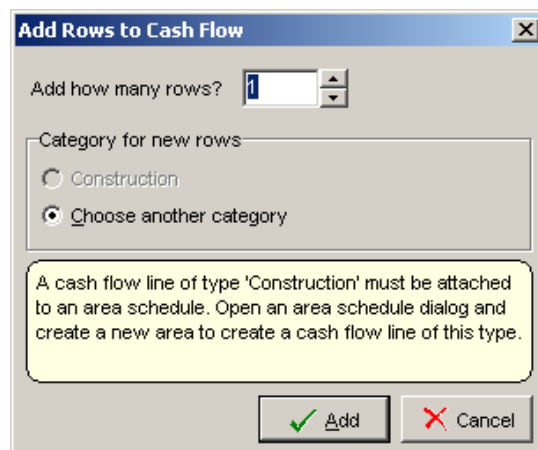 Add Rows to Cash Flow
Add how many rows? 1
Category for new rows
Construction
Choose another category
A cash flow line of type 'Construction' must be attached
to an area schedule. Open an area schedule dialog and
create a new area to create a cash flow line of this type.
Add Cancel